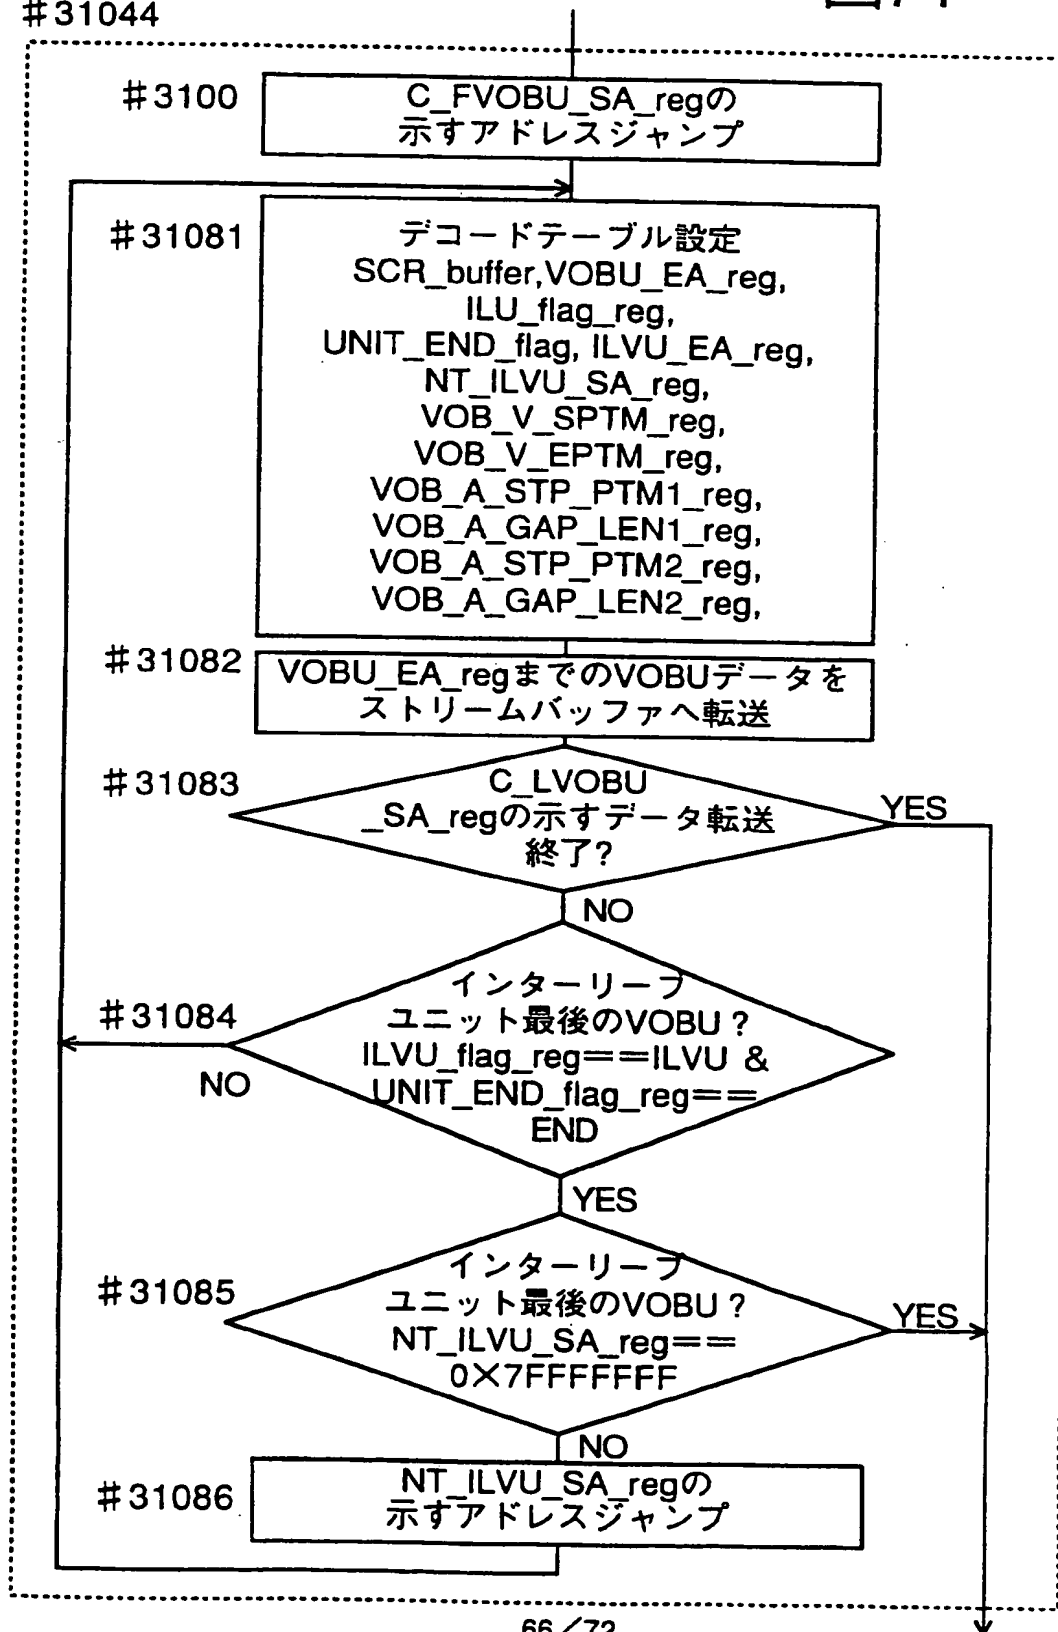 #31044
#3100
C_FVOBU_SA_regの
示すアドレスジャンプ
#31081
デコードテーブル設定
SCR_buffer,VOBU_EA_reg,
ILU_flag_reg,
UNIT_END_flag, ILVU_EA_reg,
NT_ILVU_SA_reg,
VOB_V_SPTM_reg,
VOB_V_EPTM_reg,
VOB_A_STP_PTM1_reg,
VOB_A_GAP_LEN1_reg,
VOB_A_STP_PTM2_reg,
VOB_A_GAP_LEN2_reg,
#31082
VOBU_EA_regまでのVOBUデータを
ストリームバッファへ転送
#31083
C_LVOBU
_SA_regの示すデータ転送
終了?
YES
NO
#31084
インターリーブ
ユニット最後のVOBU?
ILVU_flag_reg==ILVU &
UNIT_END_flag_reg==
END
NO
YES
#31085
インターリーブ
ユニット最後のVOBU?
NT_ILVU_SA_reg==
0×7FFFFFFF
YES
NO
#31086
NT_ILVU_SA_regの
示すアドレスジャンプ
66/72